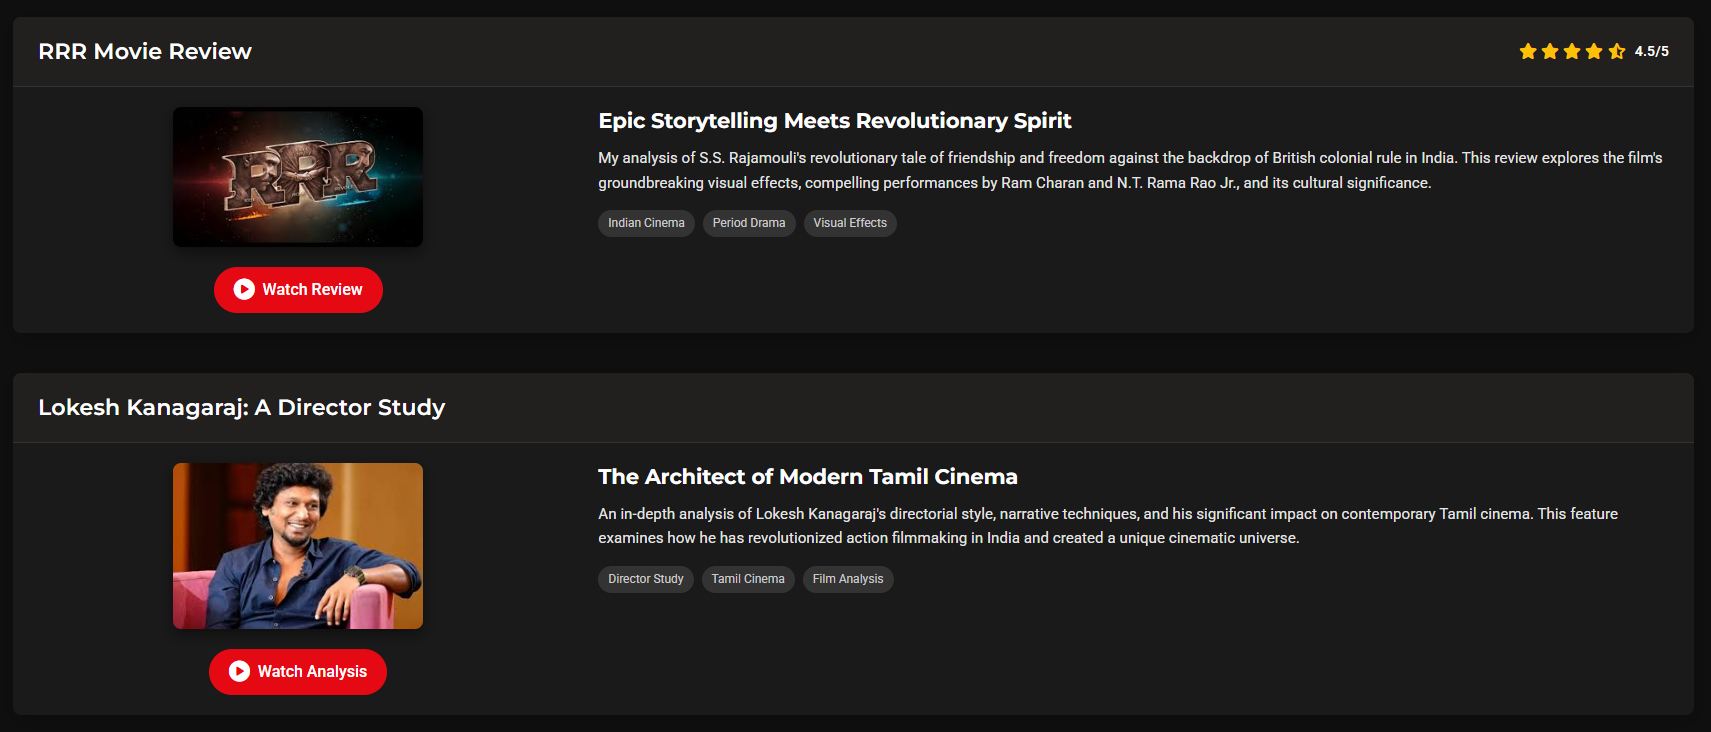 RRR Movie Review
4.5/5
RRR
Epic Storytelling Meets Revolutionary Spirit
My analysis of S.S. Rajamouli's revolutionary tale of friendship and freedom against the backdrop of British colonial rule in India. This review explores the film's
groundbreaking visual effects, compelling performances by Ram Charan and N.T. Rama Rao Jr., and its cultural significance.
Indian Cinema
Period Drama
Visual Effects
Watch Review
Lokesh Kanagaraj: A Director Study
The Architect of Modern Tamil Cinema
An in-depth analysis of Lokesh Kanagaraj's directorial style, narrative techniques, and his significant impact on contemporary Tamil cinema. This feature
examines how he has revolutionized action filmmaking in India and created a unique cinematic universe.
Director Study
Tamil Cinema
Film Analysis
Watch Analysis